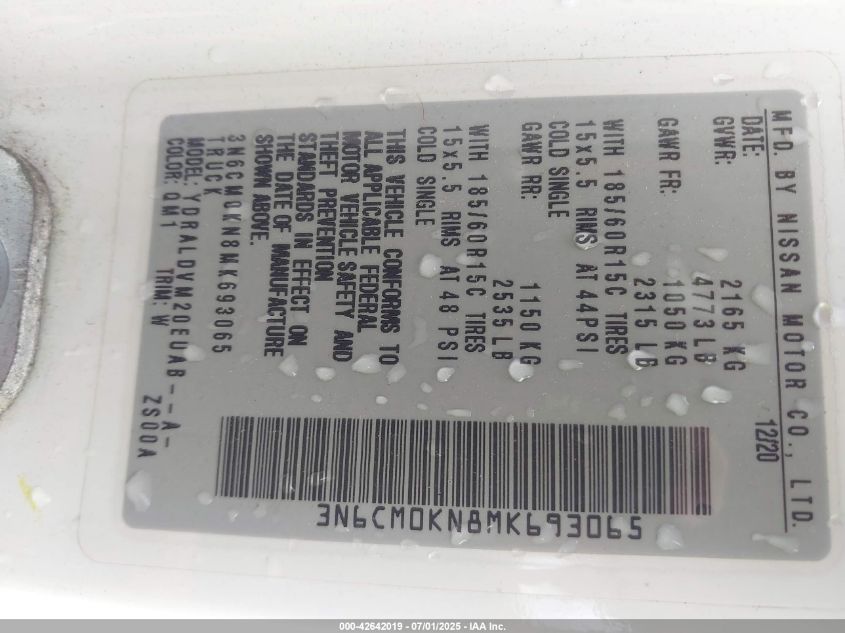 MFD. BY NISSAN MOTOR CO., LTD.
DATE: 12/20
GVWR: 2165 KG
4773 LB
GAWR FR: 1050 KG
2315 LB
WITH 185/60R15C TIRES
15x5.5 RIMS AT 44PSI
COLD SINGLE
GAWR RR: 1150 KG
2535 LB
WITH 185/60R15C TIRES
15x5.5 RIMS AT 48 PSI
COLD SINGLE
THIS VEHICLE CONFORMS TO
ALL APPLICABLE FEDERAL
MOTOR VEHICLE SAFETY AND
THEFT PREVENTION
STANDARDS IN EFFECT ON
THE DATE OF MANUFACTURE
SHOWN ABOVE.
3N6CM0KN8MK693065
TRUCK
MODEL: YDRALDVM20EUAB--A-
COLOR: QM1 TRIM: W ZS00A
3N6CM0KN8MK693065
000-42642019 - 07/01/2025 - IAA Inc.